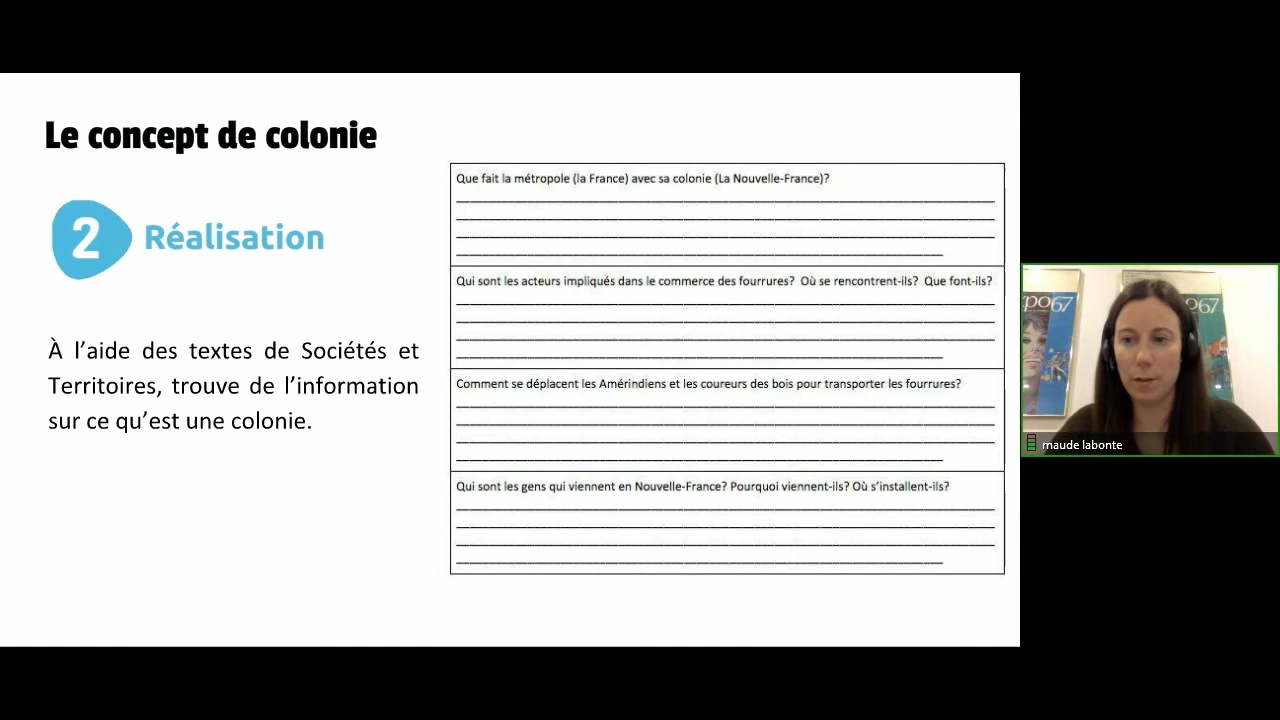 Le concept de colonie
2 Réalisation
À l’aide des textes de Sociétés et
Territoires, trouve de l’information
sur ce qu’est une colonie.
Que fait la métropole (la France) avec sa colonie (La Nouvelle-France)?
Qui sont les acteurs impliqués dans le commerce des fourrures? Où se rencontrent-ils? Que font-ils?
Comment se déplacent les Amérindiens et les coureurs des bois pour transporter les fourrures?
Qui sont les gens qui viennent en Nouvelle-France? Pourquoi viennent-ils? Où s’installent-ils?
po67
67
maude labonte